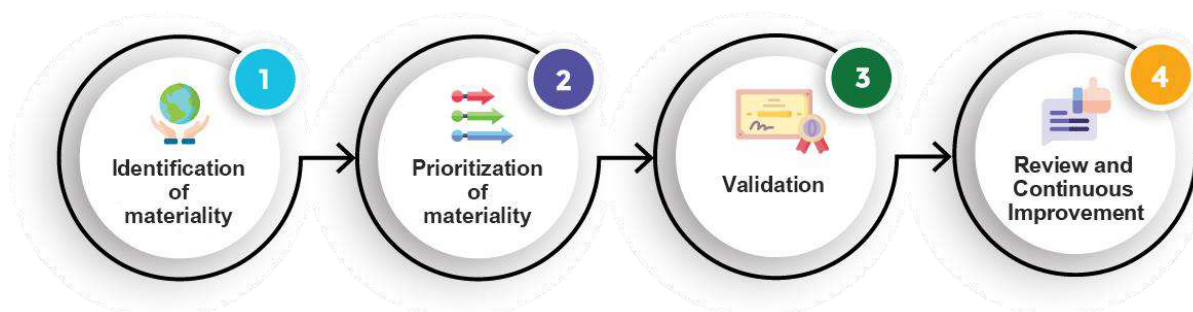 1
Identification
of
materiality
2
Prioritization
of
materiality
3
Validation
4
Review and
Continuous
Improvement